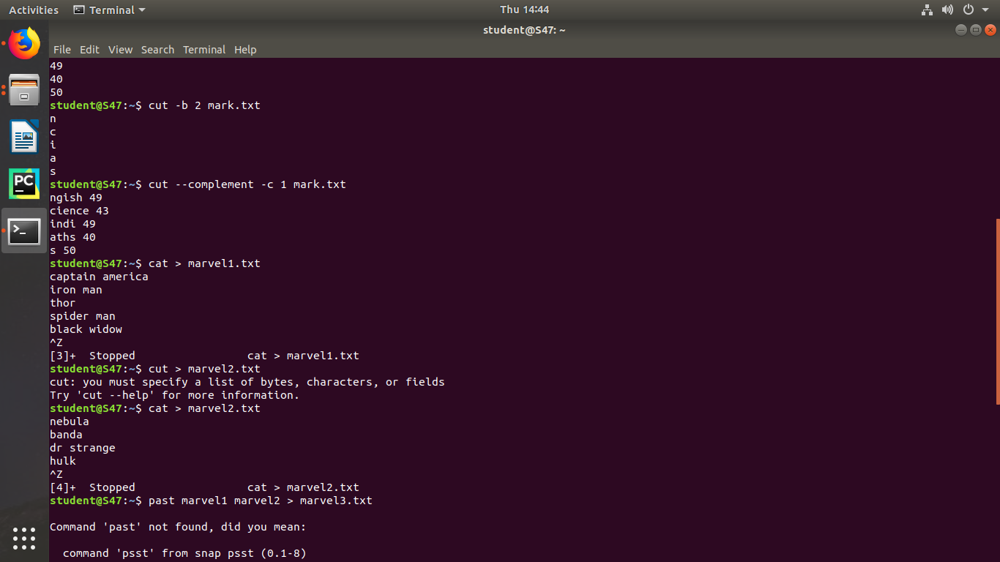 Activities Terminal Thu 14:44
student@S47: ~
File Edit View Search Terminal Help
49
40
50
student@S47:~$ cut -b 2 mark.txt
n
c
i
a
s
student@S47:~$ cut --complement -c 1 mark.txt
ngish 49
cience 43
indi 49
aths 40
s 50
student@S47:~$ cat > marvel1.txt
captain america
iron man
thor
spider man
black widow
^Z
[3]+  Stopped                 cat > marvel1.txt
student@S47:~$ cut > marvel2.txt
cut: you must specify a list of bytes, characters, or fields
Try 'cut --help' for more information.
student@S47:~$ cat > marvel2.txt
nebula
banda
dr strange
hulk
^Z
[4]+  Stopped                 cat > marvel2.txt
student@S47:~$ past marvel1 marvel2 > marvel3.txt
Command 'past' not found, did you mean:
  command 'psst' from snap psst (0.1-8)
PC